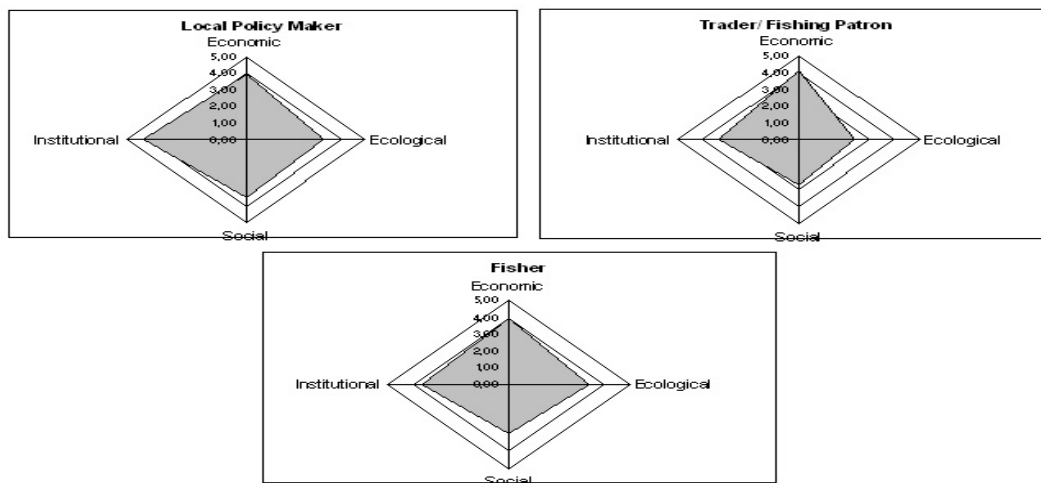 Local Policy Maker
Economic
5,00
4,00
3,00
2,00
1,00
0,00
Institutional
Ecological
Social
Trader/ Fishing Patron
Economic
5,00
4,00
3,00
2,00
1,00
0,00
Institutional
Ecological
Social
Fisher
Economic
5,00
4,00
3,00
2,00
1,00
0,00
Institutional
Ecological
Social